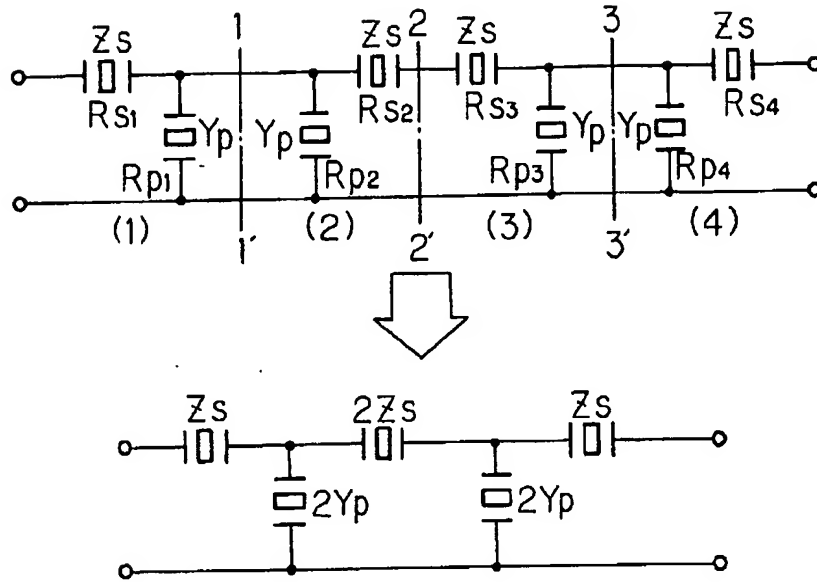 1 2 3
Zs Zs Zs Zs
Rs1 Rs2 Rs3 Rs4
Yp Yp Yp Yp
Rp1 Rp2 Rp3 Rp4
(1) (2) (3) (4)
1' 2' 3'
Zs 2Zs Zs
2Yp 2Yp